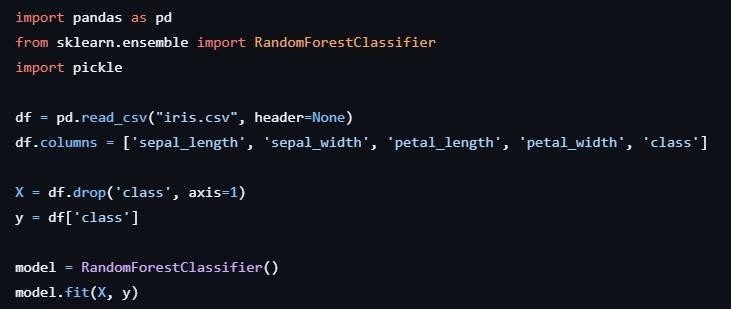 import pandas as pd
from sklearn.ensemble import RandomForestClassifier
import pickle
df = pd.read_csv("iris.csv", header=None)
df.columns = ['sepal_length', 'sepal_width', 'petal_length', 'petal_width', 'class']
X = df.drop('class', axis=1)
y = df['class']
model = RandomForestClassifier()
model.fit(X, y)